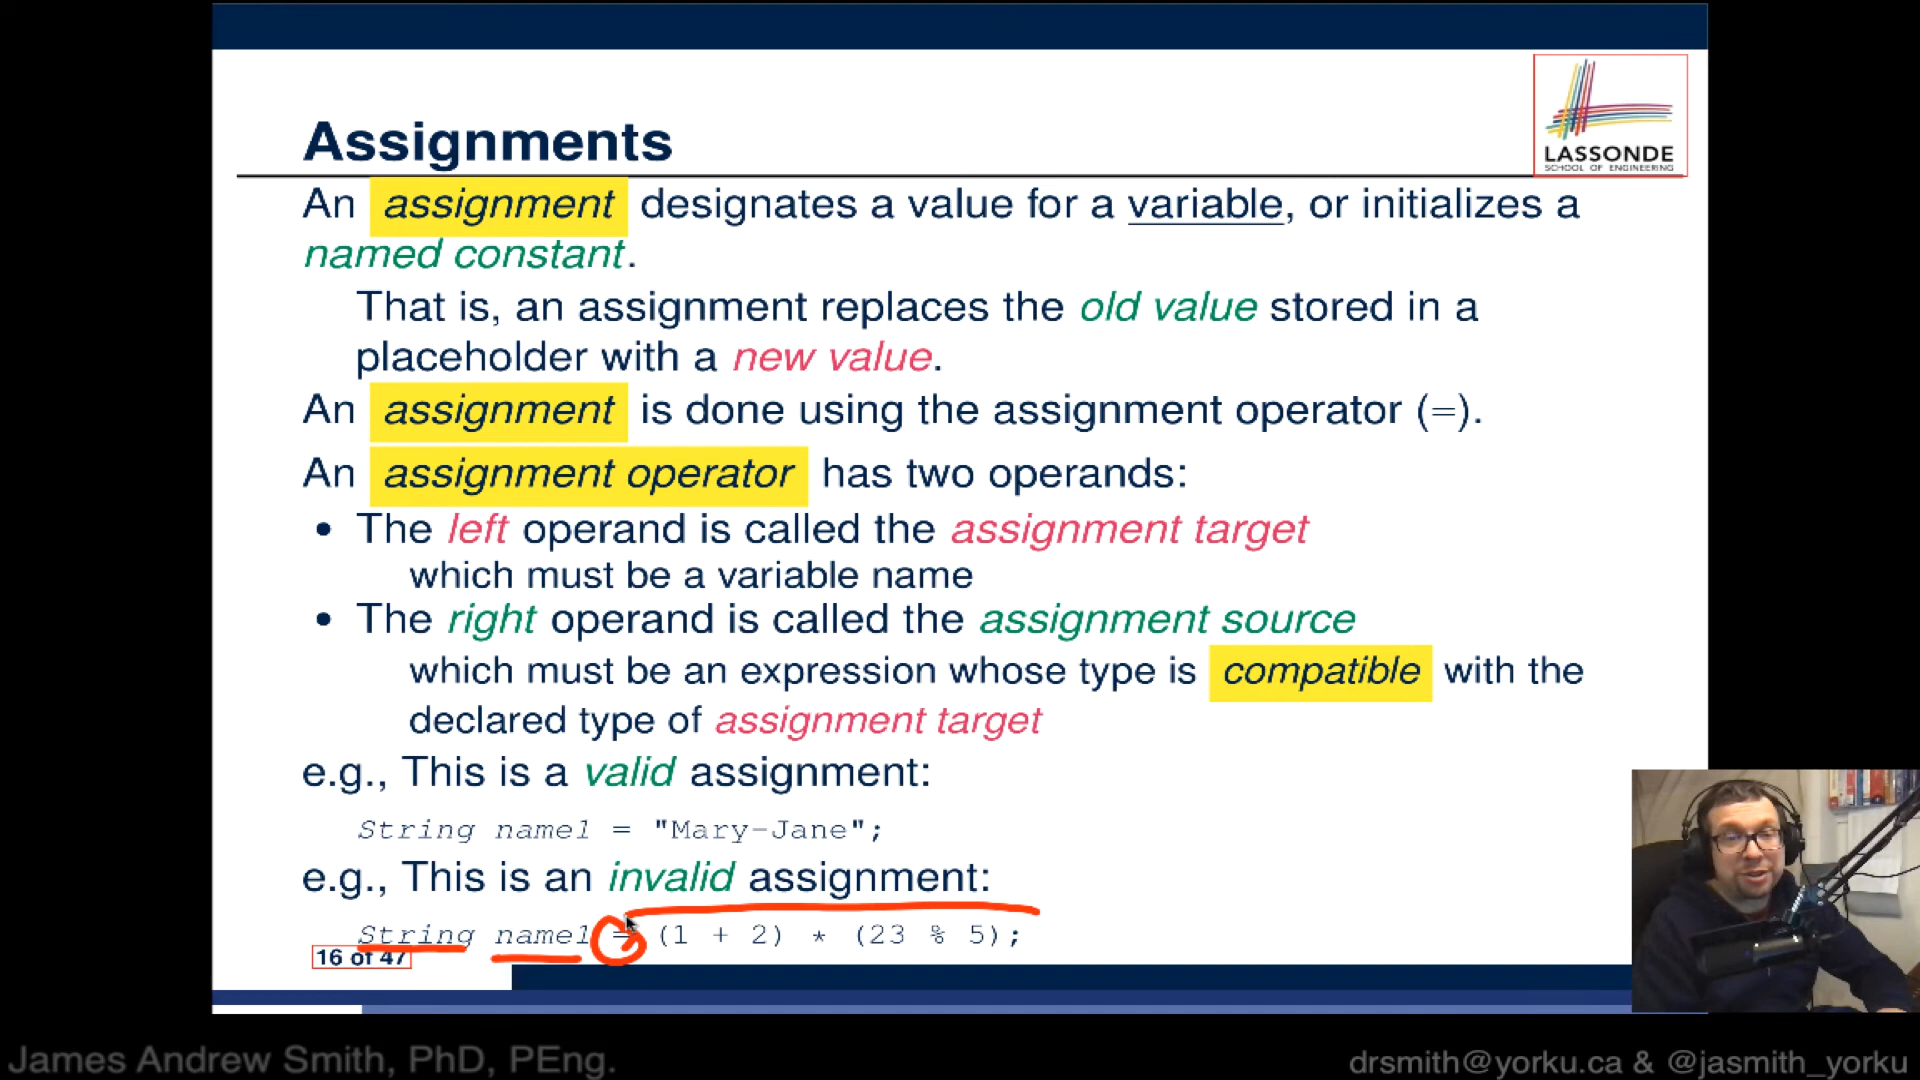 LASSONDE
SCHOOL OF ENGINEERING
Assignments
An assignment designates a value for a variable, or initializes a
named constant.
That is, an assignment replaces the old value stored in a
placeholder with a new value.
An assignment is done using the assignment operator (=).
An assignment operator has two operands:
• The left operand is called the assignment target
which must be a variable name
• The right operand is called the assignment source
which must be an expression whose type is compatible with the
declared type of assignment target
e.g., This is a valid assignment:
String name1 = "Mary-Jane";
e.g., This is an invalid assignment:
String name1 = (1 + 2) * (23 % 5);
16 of 47
James Andrew Smith, PhD, PEng.
drsmith@yorku.ca & @jasmith_yorku